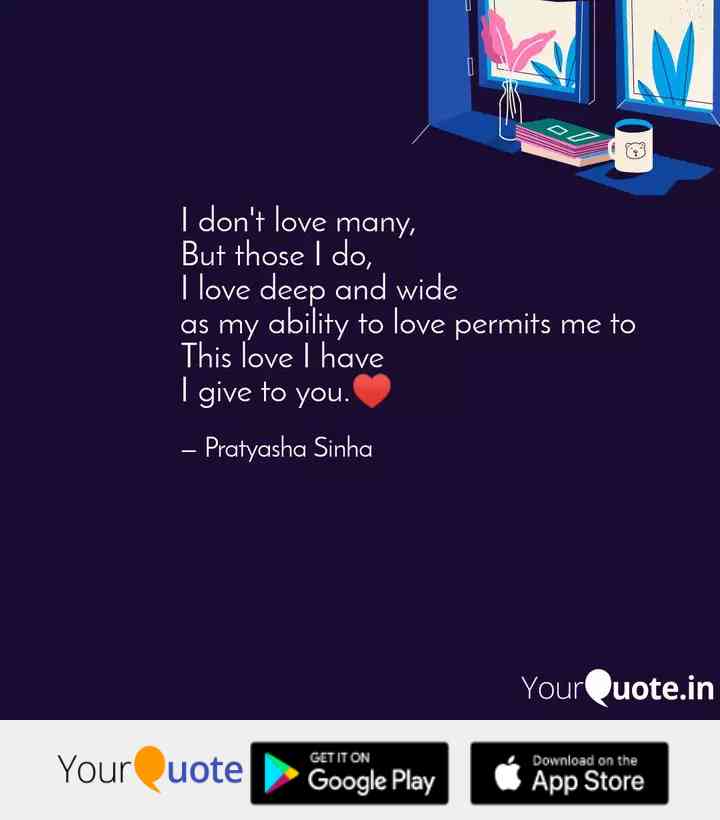 I don't love many,
But those I do,
I love deep and wide
as my ability to love permits me to
This love I have
I give to you.❤️
– Pratyasha Sinha
YourQuote.in
YourQuote
GET IT ON
Google Play
Download on the
App Store